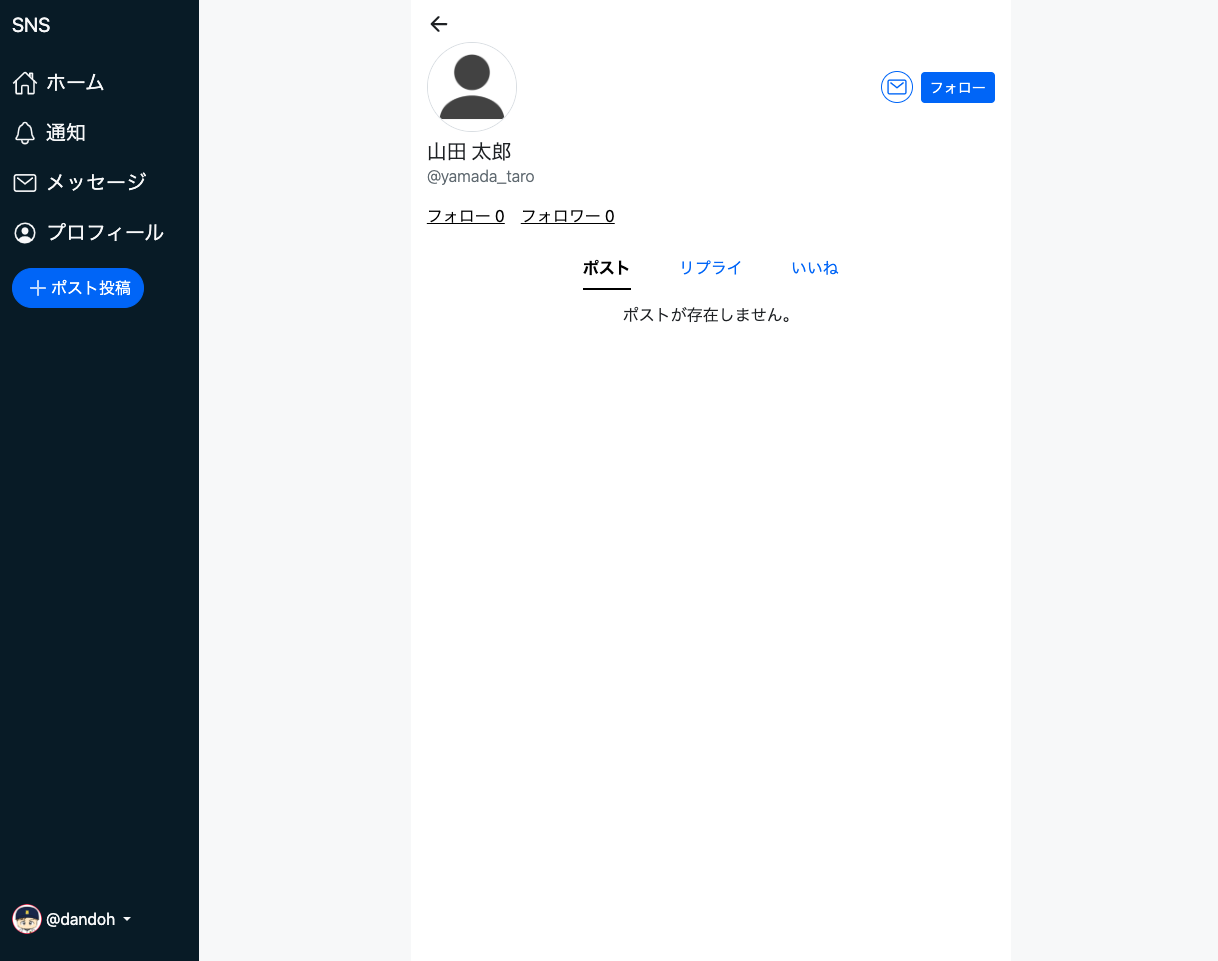 SNS
ホーム
通知
メッセージ
プロフィール
ポスト投稿
@dandoh
フォロー
山田 太郎
@yamada_taro
フォロー 0 フォロワー 0
ポスト リプライ いいね
ポストが存在しません。